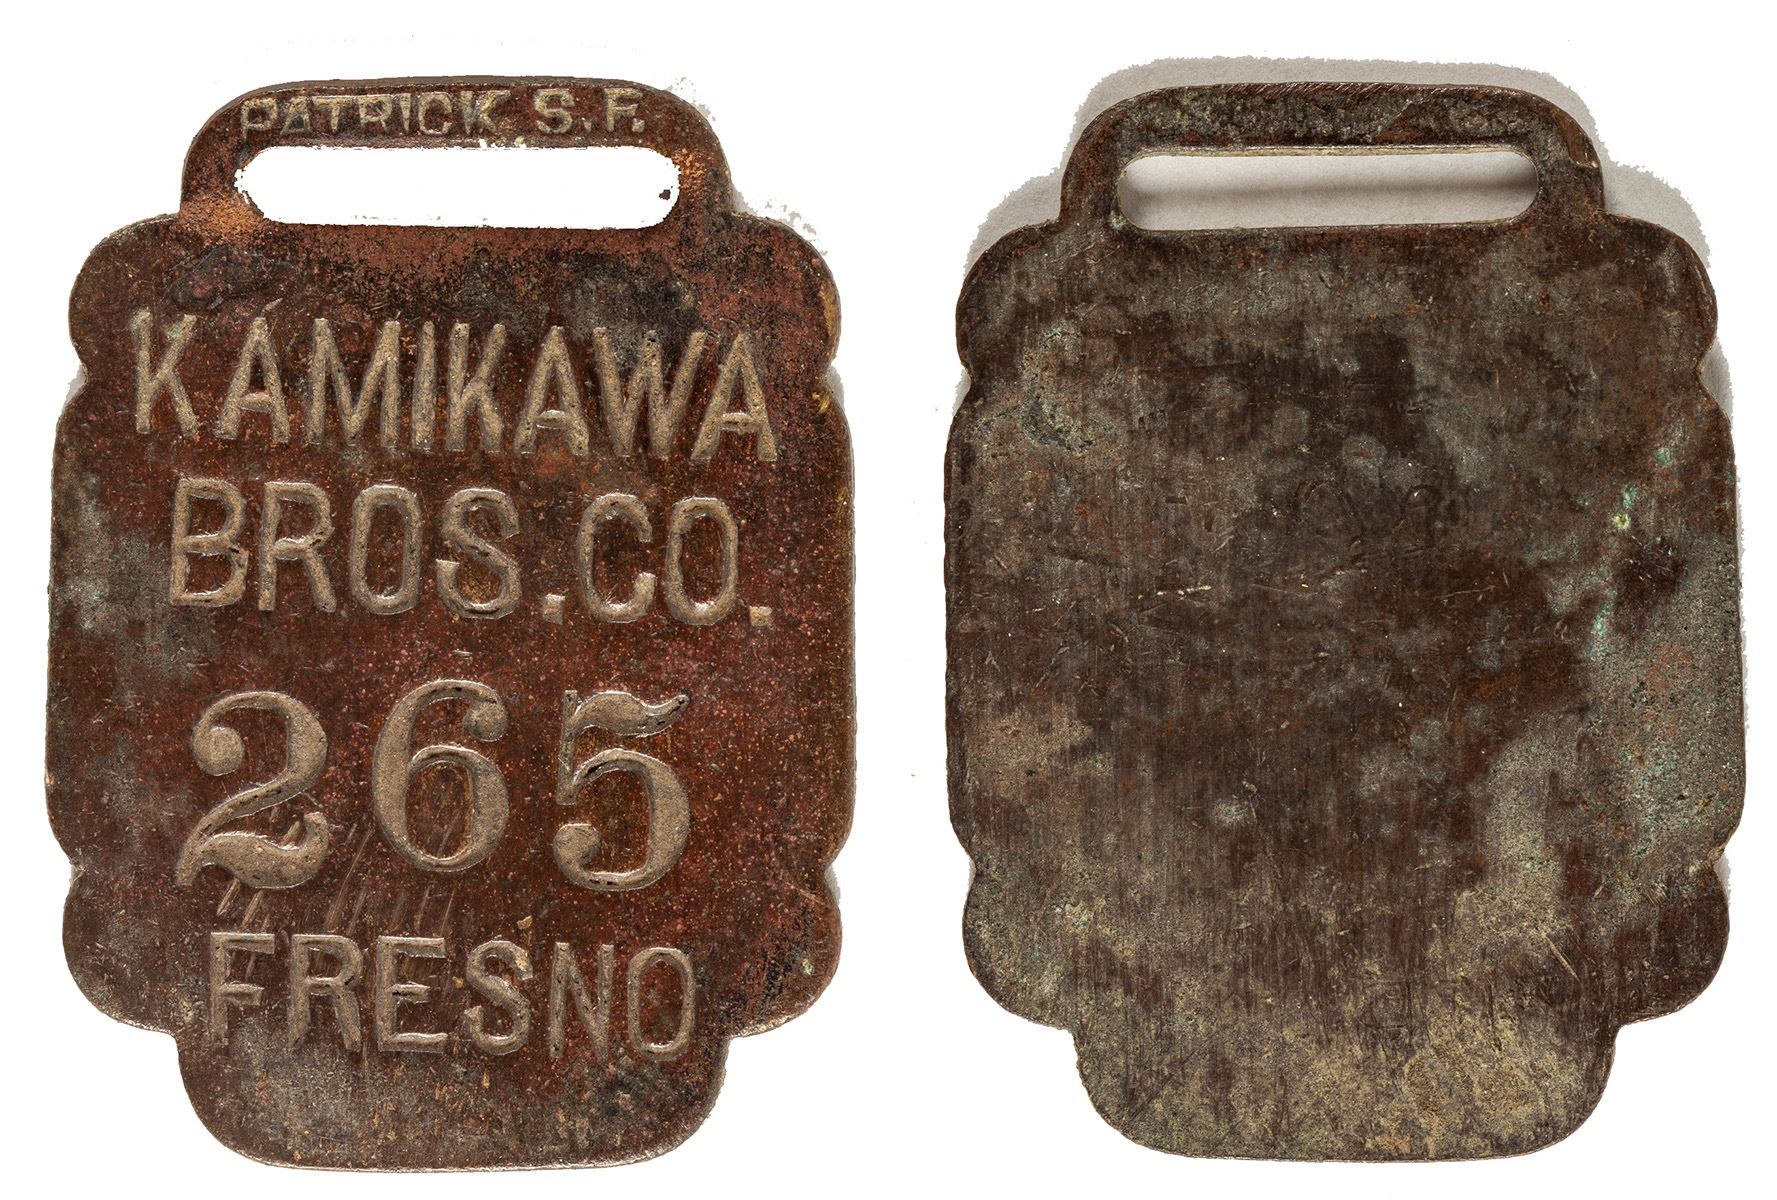 PATRICK S.F.
KAMIKAWA
BROS.CO.
265
FRESNO